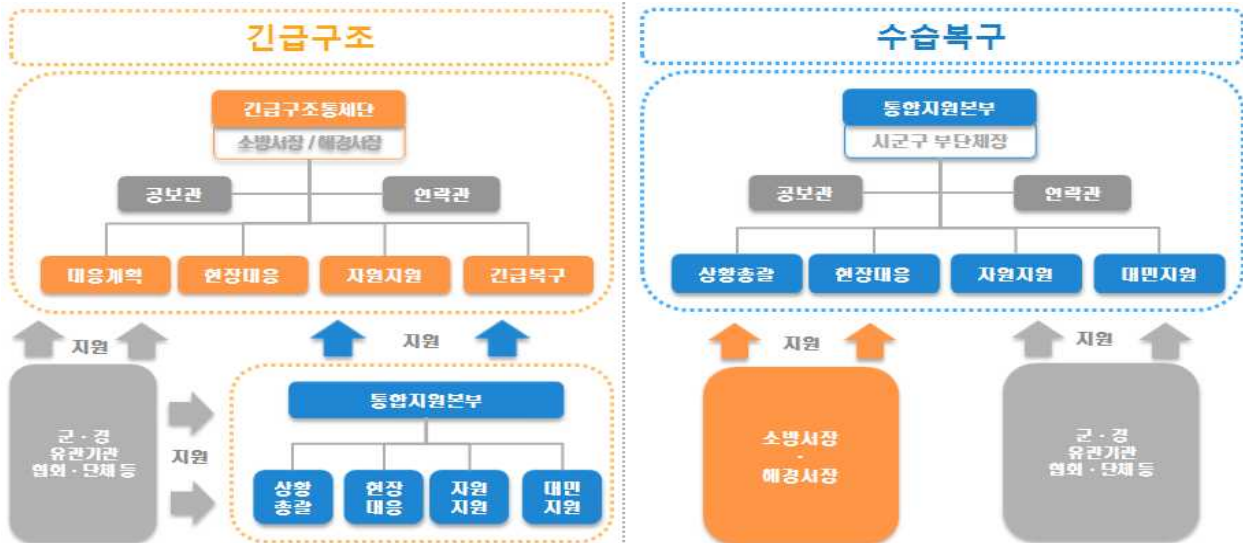 긴급구조
긴급구조통제단
소방서장 / 해경서장
공보관
연락관
대응계획
현장대응
자원지원
긴급복구
지원
지원
군·경
유관기관
협회·단체 등
지원
통합지원본부
상황
총괄
현장
대응
자원
지원
대민
지원
수습복구
통합지원본부
시군구 부단체장
공보관
연락관
상황총괄
현장대응
자원지원
대민지원
지원
지원
소방서장
·
해경서장
군·경
유관기관
협회·단체 등